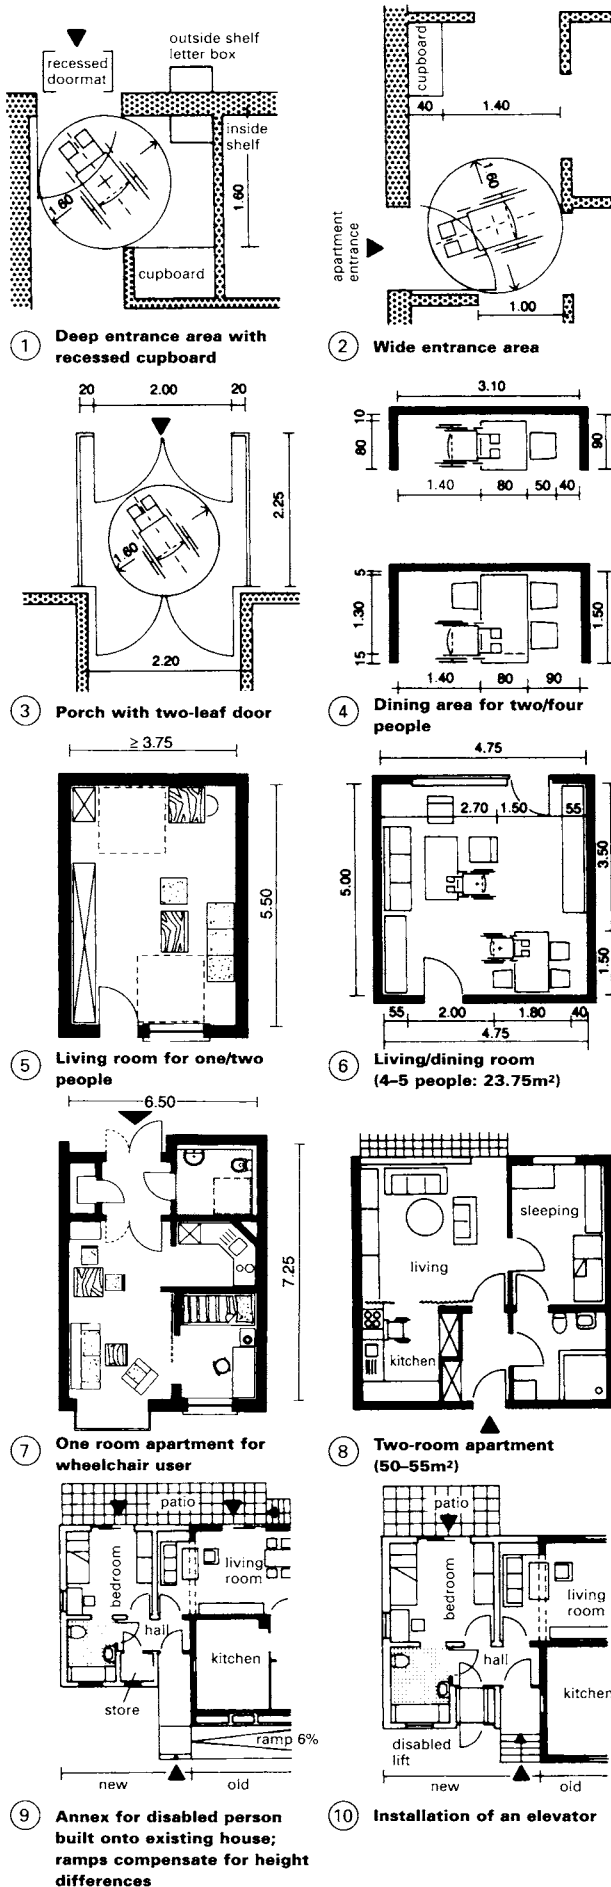 recessed
doormat
outside shelf
letter box
inside
shelf
1.60
1.60
cupboard
1 Deep entrance area with
recessed cupboard
cupboard
40 1.40
1.60
apartment
entrance
1.00
2 Wide entrance area
20 2.00 20
2.25
1.60
2.20
3 Porch with two-leaf door
3.10
10
80
90
1.40 80 50 40
5
1.30
15
1.50
1.40 80 90
4 Dining area for two/four
people
≥ 3.75
5.50
5 Living room for one/two
people
4.75
2.70 1.50 55
5.00
3.50
1.50
55 2.00 1.80 40
4.75
6 Living/dining room
(4–5 people: 23.75m²)
6.50
7.25
7 One room apartment for
wheelchair user
sleeping
living
kitchen
8 Two-room apartment
(50–55m²)
patio
bedroom
living
room
hall
kitchen
store
ramp 6%
new old
9 Annex for disabled person
built onto existing house;
ramps compensate for height
differences
patio
bedroom
living
room
hall
kitchen
disabled
lift
new old
10 Installation of an elevator